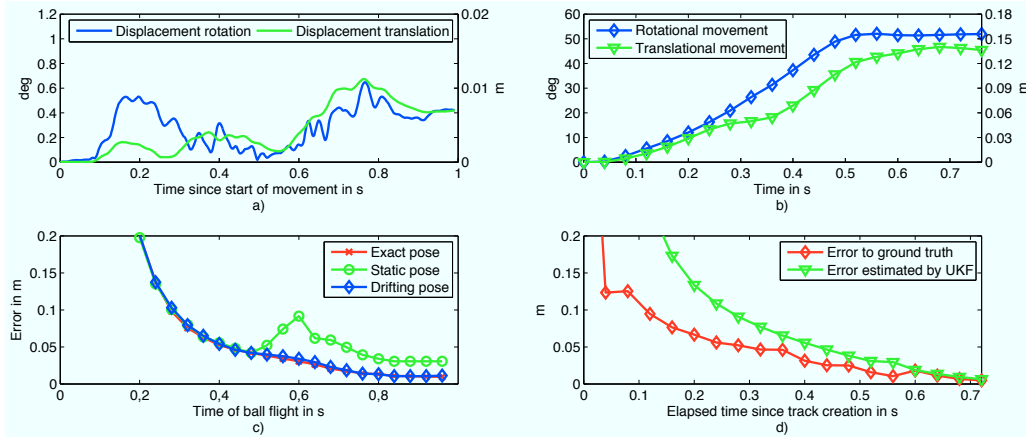 1.2
1
0.8
0.6
0.4
0.2
0
deg
Displacement rotation
Displacement translation
0.02
0.01
0
m
0
0.2
0.4
0.6
0.8
1
Time since start of movement in s
a)
60
50
40
30
20
10
0
deg
Rotational movement
Translational movement
0.18
0.15
0.12
0.09
0.06
0.03
0
m
0
0.1
0.2
0.3
0.4
0.5
0.6
0.7
Time in s
b)
0.2
0.15
0.1
0.05
0
Error in m
Exact pose
Static pose
Drifting pose
0
0,2
0,4
0,6
0,8
Time of ball flight in s
c)
0.2
0.15
0.1
0.05
0
m
Error to ground truth
Error estimated by UKF
0
0.1
0.2
0.3
0.4
0.5
0.6
0.7
Elapsed time since track creation in s
d)